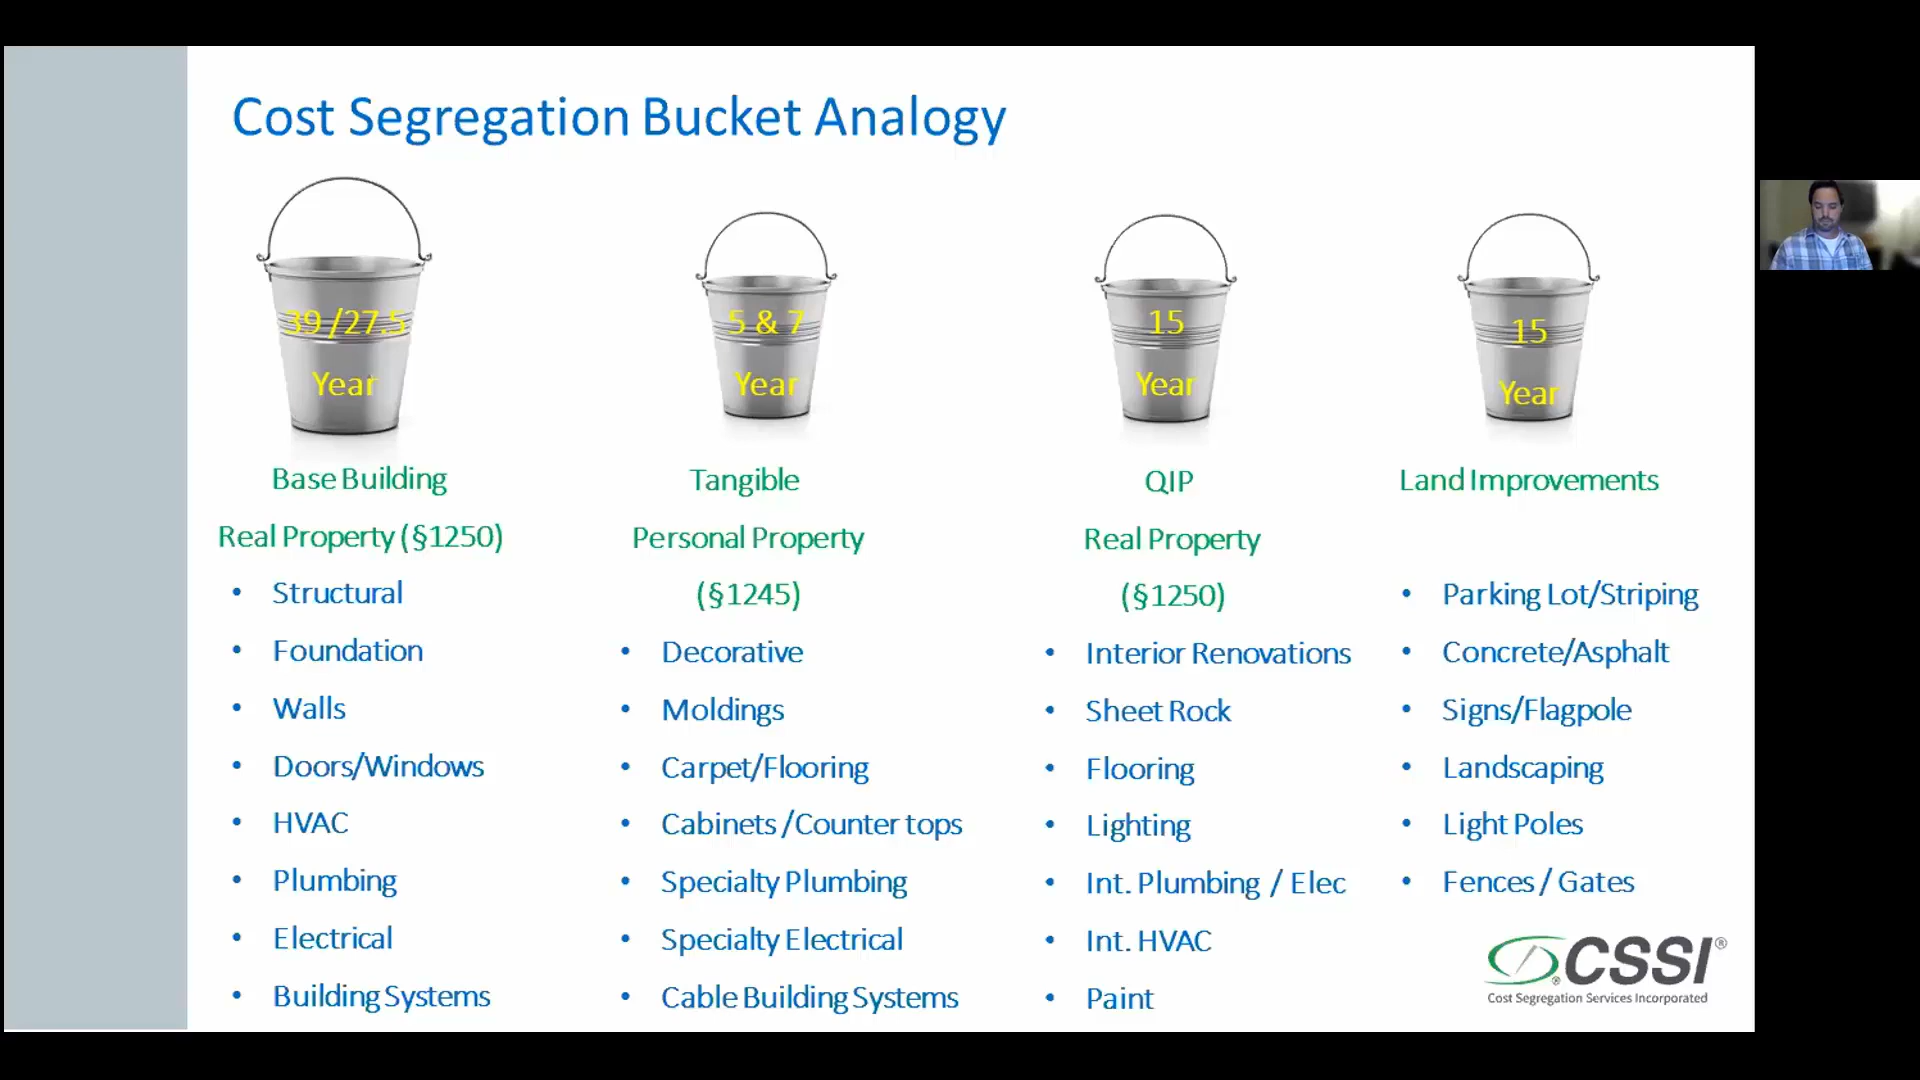 Cost Segregation Bucket Analogy
39 /27.5
Year
5 & 7
Year
15
Year
15
Year
Base Building
Real Property (§1250)
• Structural
• Foundation
• Walls
• Doors/Windows
• HVAC
• Plumbing
• Electrical
• Building Systems
Tangible
Personal Property
(§1245)
• Decorative
• Moldings
• Carpet/Flooring
• Cabinets /Counter tops
• Specialty Plumbing
• Specialty Electrical
• Cable Building Systems
QIP
Real Property
(§1250)
• Interior Renovations
• Sheet Rock
• Flooring
• Lighting
• Int. Plumbing / Elec
• Int. HVAC
• Paint
Land Improvements
• Parking Lot/Striping
• Concrete/Asphalt
• Signs/Flagpole
• Landscaping
• Light Poles
• Fences / Gates
CSSI®
Cost Segregation Services Incorporated